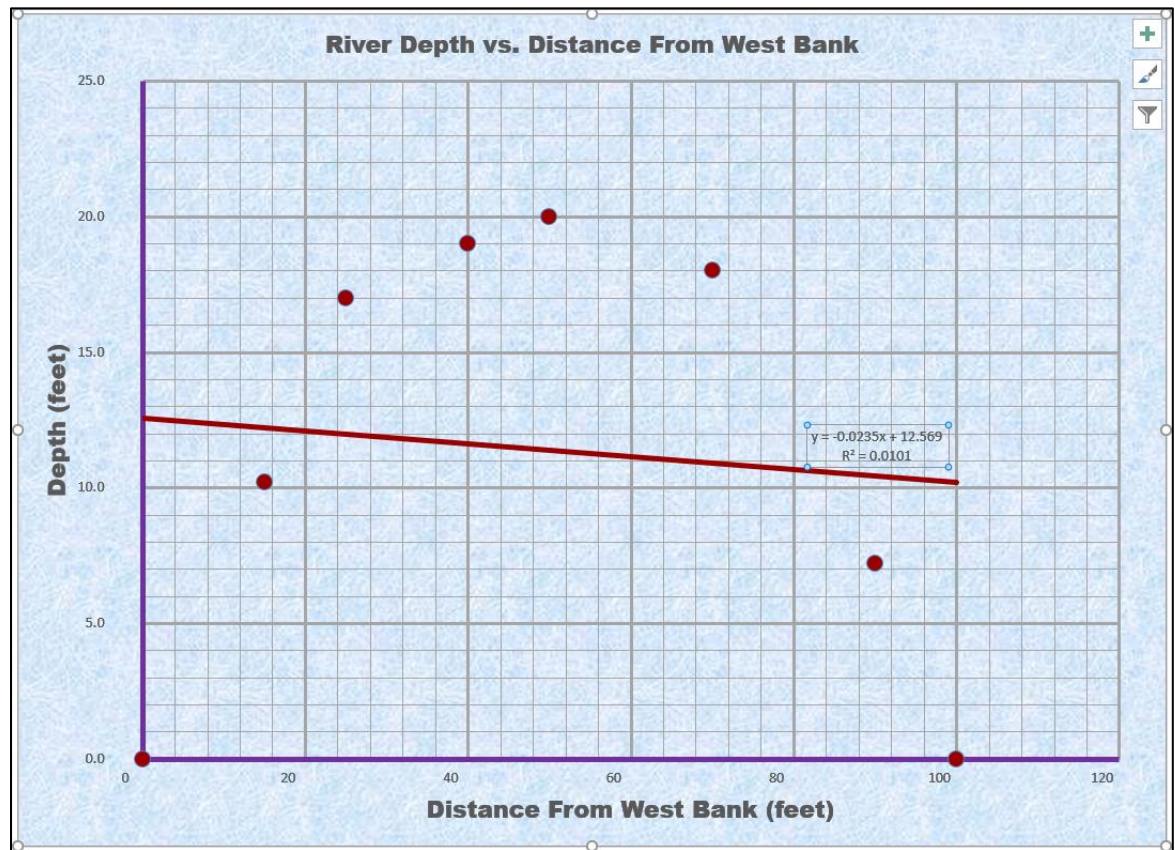 River Depth vs. Distance From West Bank
25.0
20.0
15.0
10.0
5.0
0.0
Depth (feet)
y = -0.0235x + 12.569
R² = 0.0101
0 20 40 60 80 100 120
Distance From West Bank (feet)